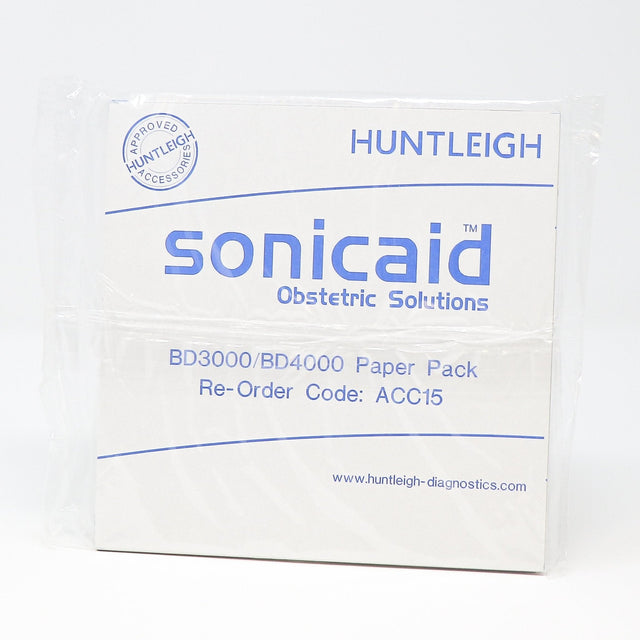 APPROVED
HUNTLEIGH
ACCESSORIES
HUNTLEIGH
sonicaid™
Obstetric Solutions
BD3000/BD4000 Paper Pack
Re-Order Code: ACC15
www.huntleigh-diagnostics.com